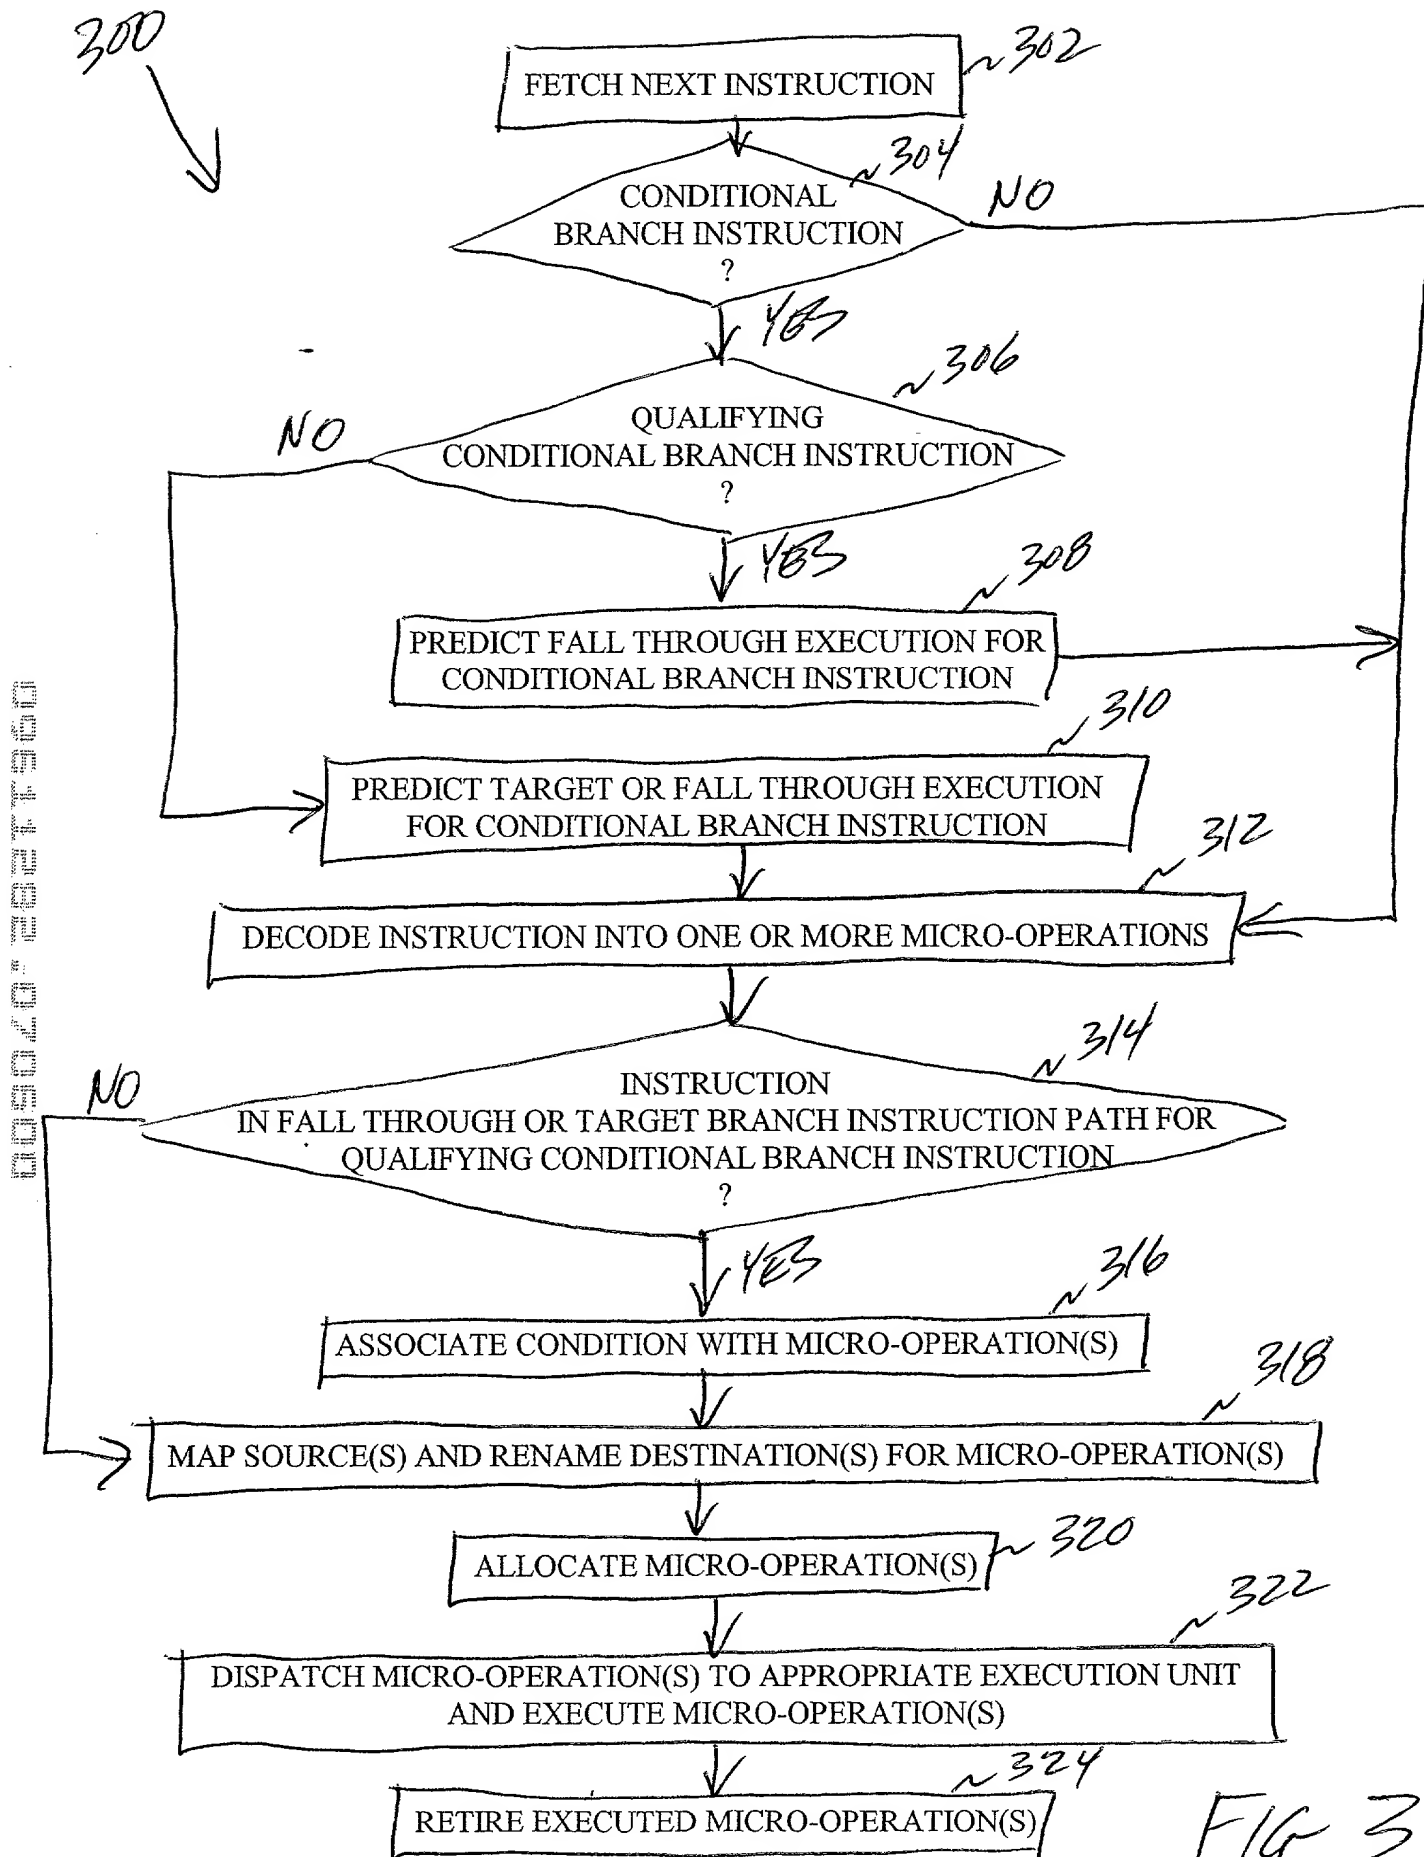 300
302
FETCH NEXT INSTRUCTION
304
CONDITIONAL
BRANCH INSTRUCTION
?
NO
YES
306
QUALIFYING
CONDITIONAL BRANCH INSTRUCTION
?
NO
YES
308
PREDICT FALL THROUGH EXECUTION FOR
CONDITIONAL BRANCH INSTRUCTION
310
PREDICT TARGET OR FALL THROUGH EXECUTION
FOR CONDITIONAL BRANCH INSTRUCTION
312
DECODE INSTRUCTION INTO ONE OR MORE MICRO-OPERATIONS
314
INSTRUCTION
IN FALL THROUGH OR TARGET BRANCH INSTRUCTION PATH FOR
QUALIFYING CONDITIONAL BRANCH INSTRUCTION
?
NO
YES
316
ASSOCIATE CONDITION WITH MICRO-OPERATION(S)
318
MAP SOURCE(S) AND RENAME DESTINATION(S) FOR MICRO-OPERATION(S)
320
ALLOCATE MICRO-OPERATION(S)
322
DISPATCH MICRO-OPERATION(S) TO APPROPRIATE EXECUTION UNIT
AND EXECUTE MICRO-OPERATION(S)
324
RETIRE EXECUTED MICRO-OPERATION(S)
FIG 3
09611282.070600